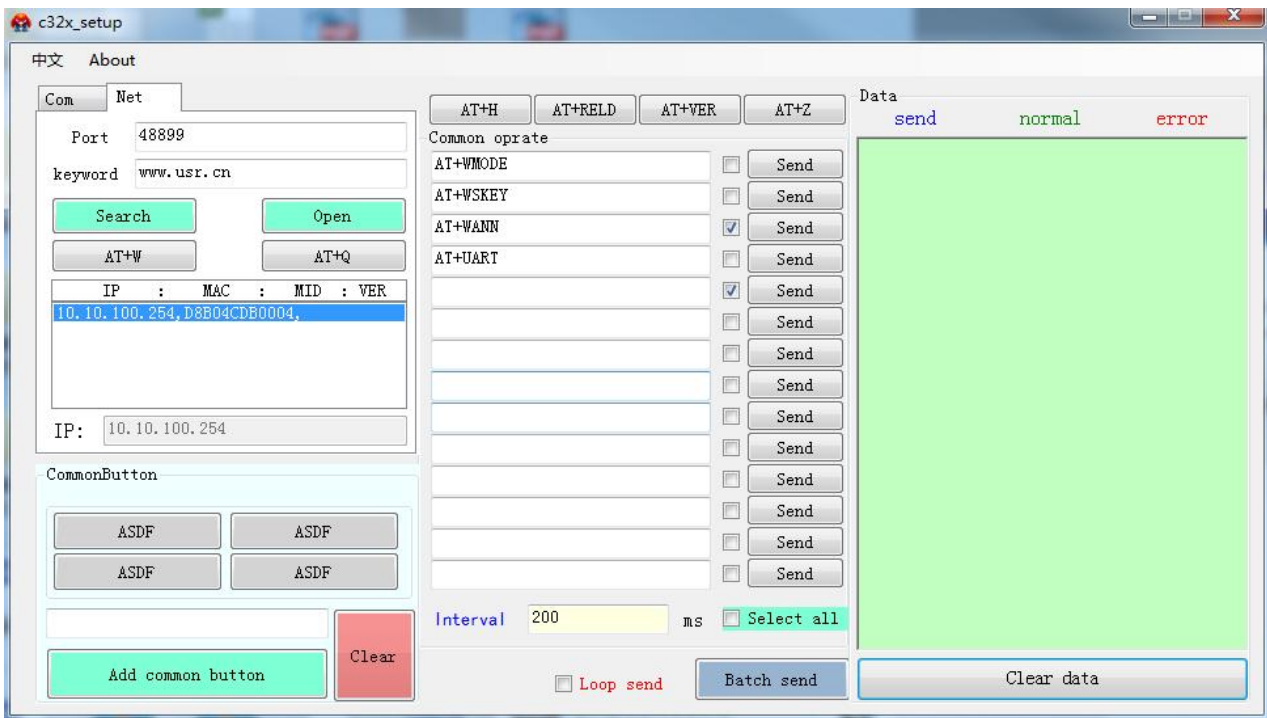 c32x_setup
中文 About
Com Net
Port 48899
keyword www.usr.cn
Search Open
AT+W AT+Q
IP : MAC : MID : VER
10.10.100.254,D8B04CDB0004,
IP: 10.10.100.254
CommonButton
ASDF ASDF
ASDF ASDF
Add common button
Clear
AT+H AT+RELD AT+VER AT+Z
Common oprate
AT+WMODE Send
AT+WSKEY Send
AT+WANN Send
AT+UART Send
Send
Send
Send
Send
Send
Send
Send
Send
Send
Send
Interval 200 ms Select all
Loop send Batch send
Data
send normal error
Clear data